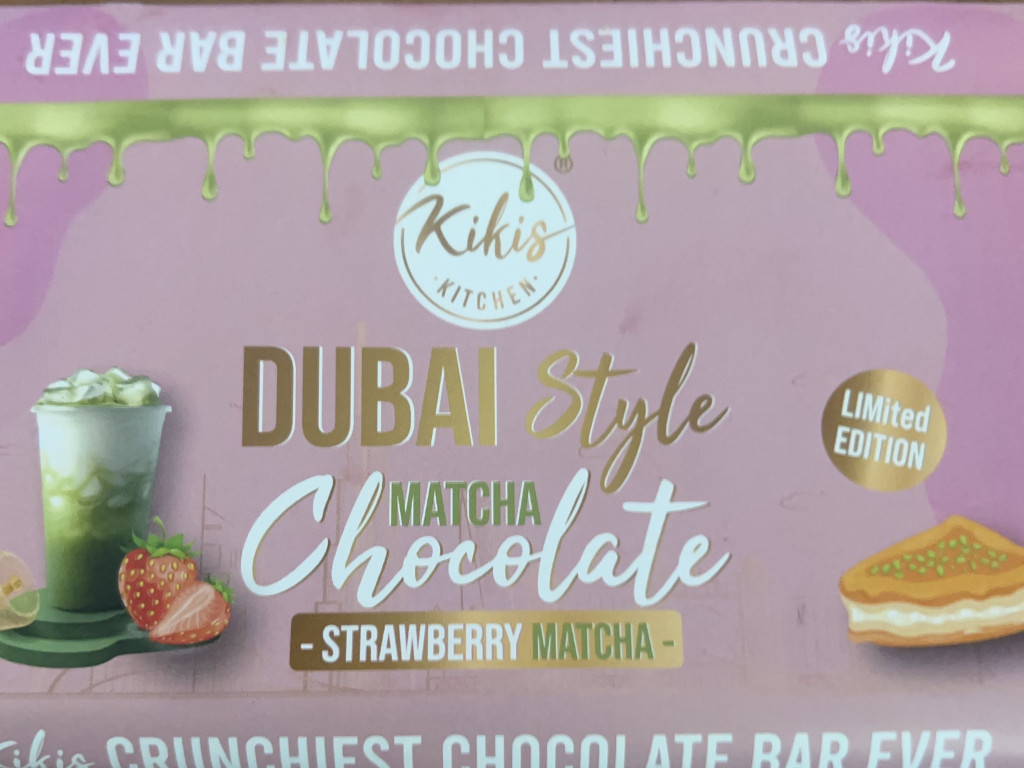 Kikis CRUNCHIEST CHOCOLATE BAR EVER
®
Kikis
· KITCHEN ·
DUBAI Style
MATCHA
Chocolate
- STRAWBERRY MATCHA -
LIMited
EDITION
Kikis CRUNCHIEST CHOCOLATE BAR EVER